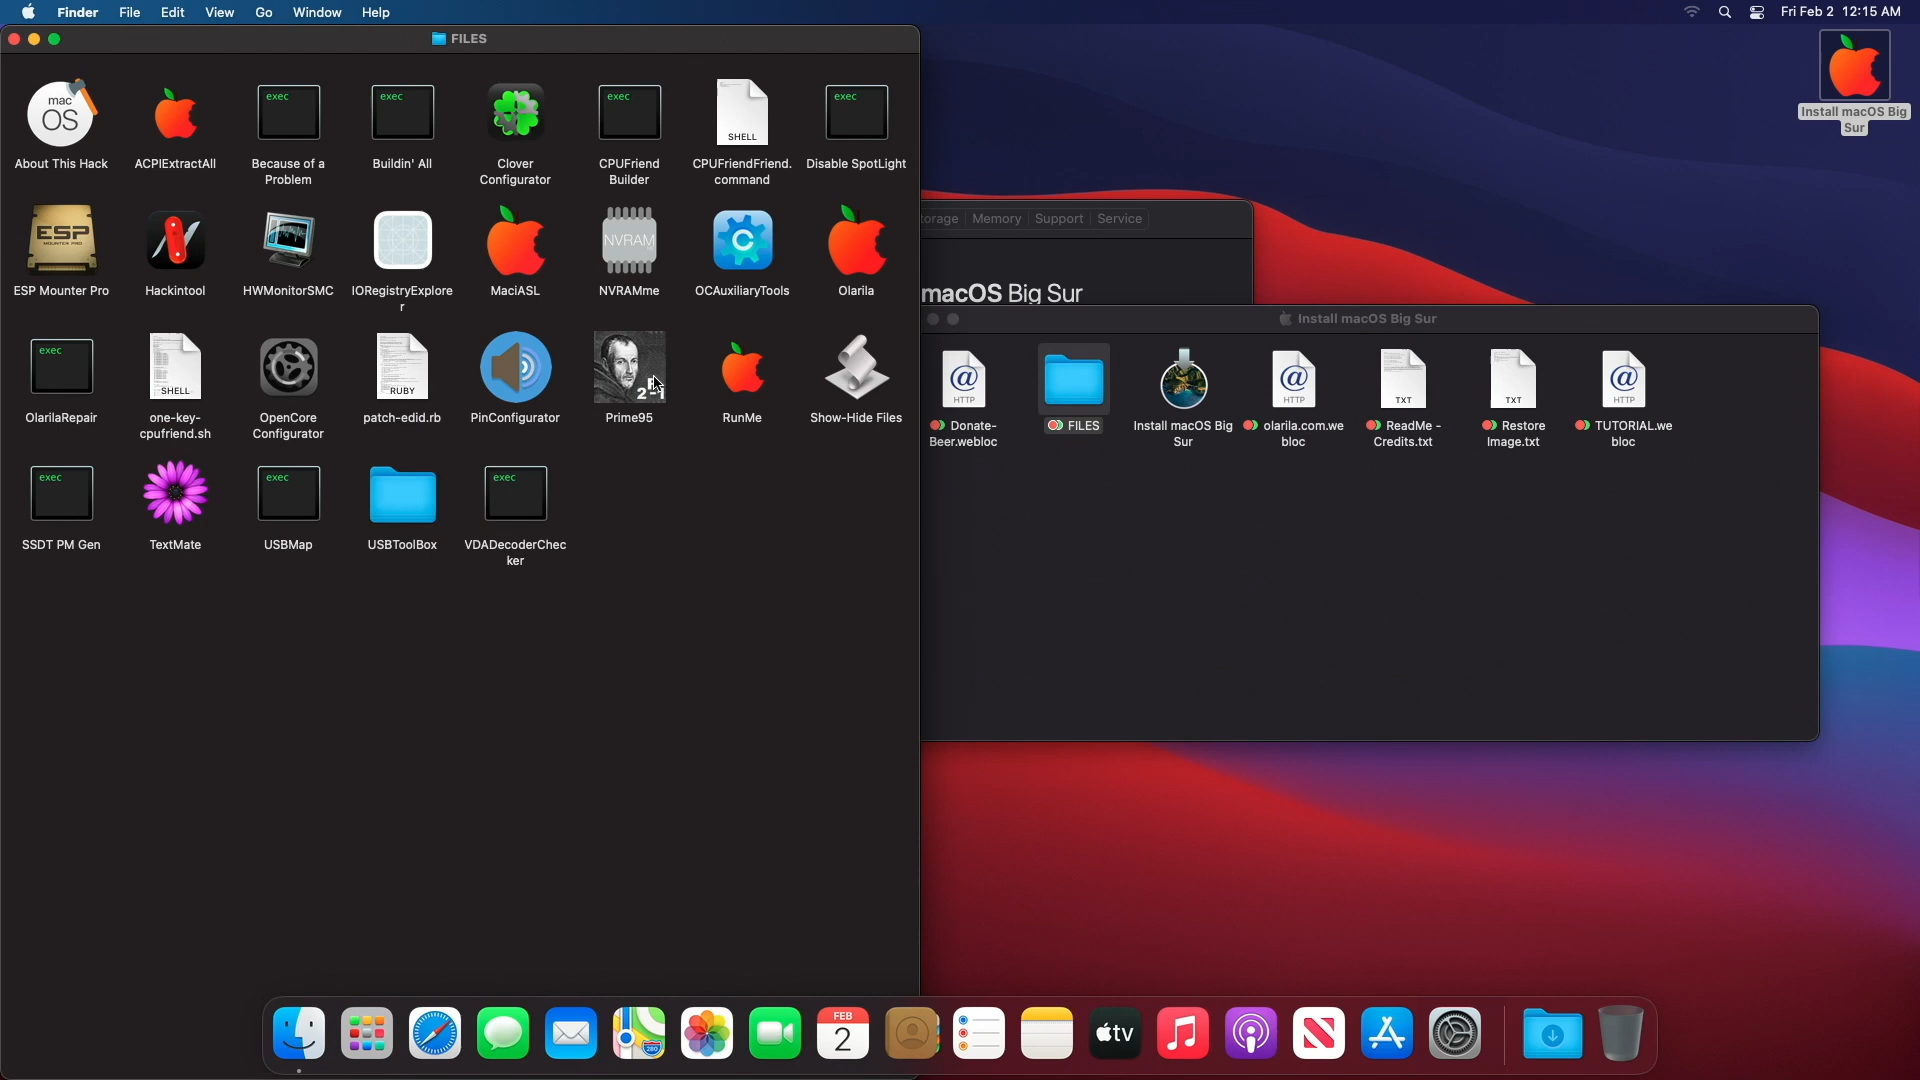 Finder File Edit View Go Window Help
Fri Feb 2 12:15 AM
FILES
mac
OS
exec
exec
exec
SHELL
exec
About This Hack
ACPIExtractAll
Because of a
Problem
Buildin' All
Clover
Configurator
CPUFriend
Builder
CPUFriendFriend.
command
Disable SpotLight
ESP
MOUNTER PRO
NVRAM
ESP Mounter Pro
Hackintool
HWMonitorSMC
IORegistryExplore
r
MaciASL
NVRAMme
OCAuxiliaryTools
Olarila
exec
SHELL
RUBY
OlarilaRepair
one-key-
cpufriend.sh
OpenCore
Configurator
patch-edid.rb
PinConfigurator
Prime95
RunMe
Show-Hide Files
exec
exec
exec
SSDT PM Gen
TextMate
USBMap
USBToolBox
VDADecoderChec
ker
Install macOS Big
Sur
orage Memory Support Service
macOS Big Sur
Install macOS Big Sur
HTTP
HTTP
TXT
TXT
HTTP
Donate-
Beer.webloc
FILES
Install macOS Big
Sur
olarila.com.we
bloc
ReadMe -
Credits.txt
Restore
Image.txt
TUTORIAL.we
bloc
280
FEB
2
tv